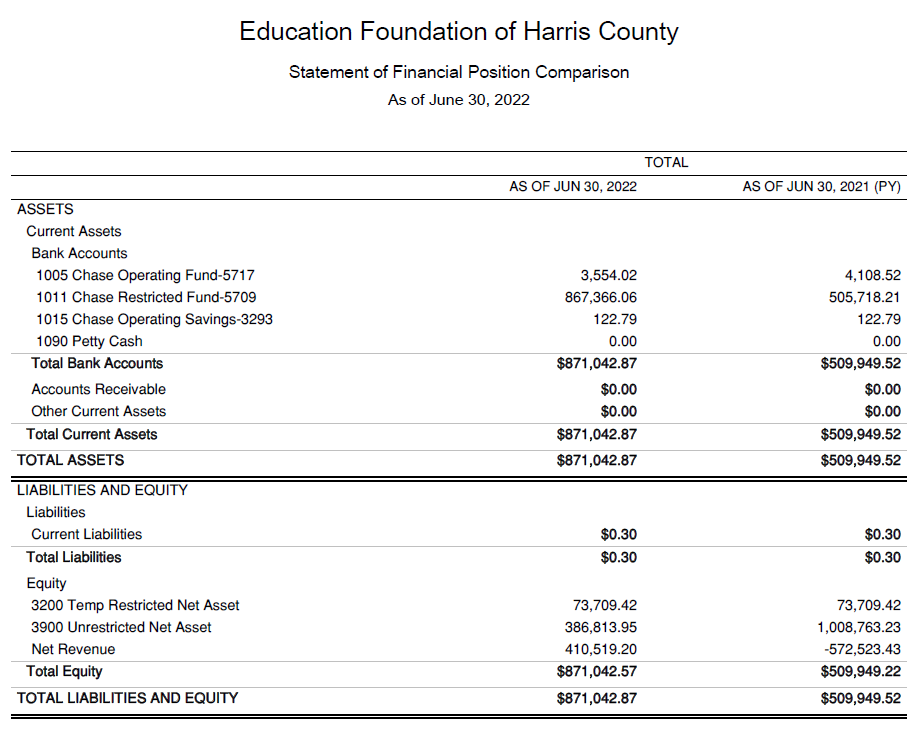 Education Foundation of Harris County
Statement of Financial Position Comparison
As of June 30, 2022
TOTAL
AS OF JUN 30, 2022 AS OF JUN 30, 2021 (PY)
ASSETS
Current Assets
Bank Accounts
1005 Chase Operating Fund-5717 3,554.02 4,108.52
1011 Chase Restricted Fund-5709 867,366.06 505,718.21
1015 Chase Operating Savings-3293 122.79 122.79
1090 Petty Cash 0.00 0.00
Total Bank Accounts $871,042.87 $509,949.52
Accounts Receivable $0.00 $0.00
Other Current Assets $0.00 $0.00
Total Current Assets $871,042.87 $509,949.52
TOTAL ASSETS $871,042.87 $509,949.52
LIABILITIES AND EQUITY
Liabilities
Current Liabilities $0.30 $0.30
Total Liabilities $0.30 $0.30
Equity
3200 Temp Restricted Net Asset 73,709.42 73,709.42
3900 Unrestricted Net Asset 386,813.95 1,008,763.23
Net Revenue 410,519.20 -572,523.43
Total Equity $871,042.57 $509,949.22
TOTAL LIABILITIES AND EQUITY $871,042.87 $509,949.52